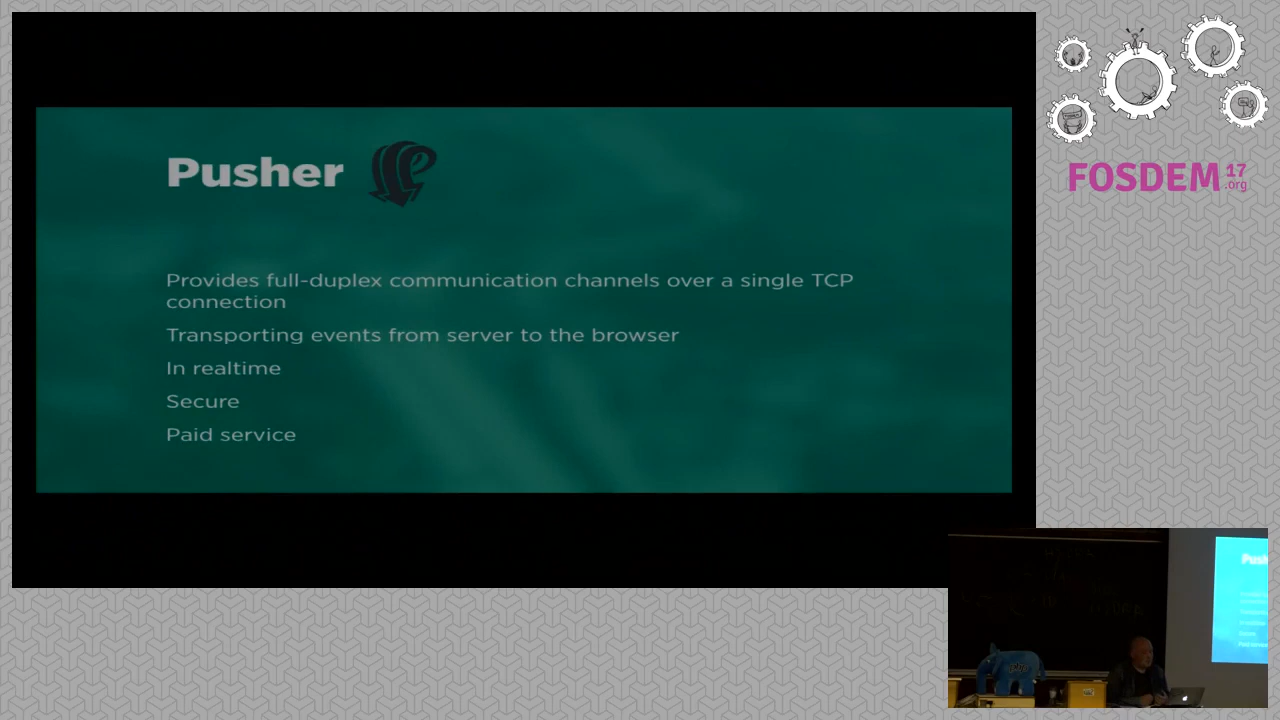 Pusher
Provides full-duplex communication channels over a single TCP
connection
Transporting events from server to the browser
In realtime
Secure
Paid service
FOSDEM 17
.org
php